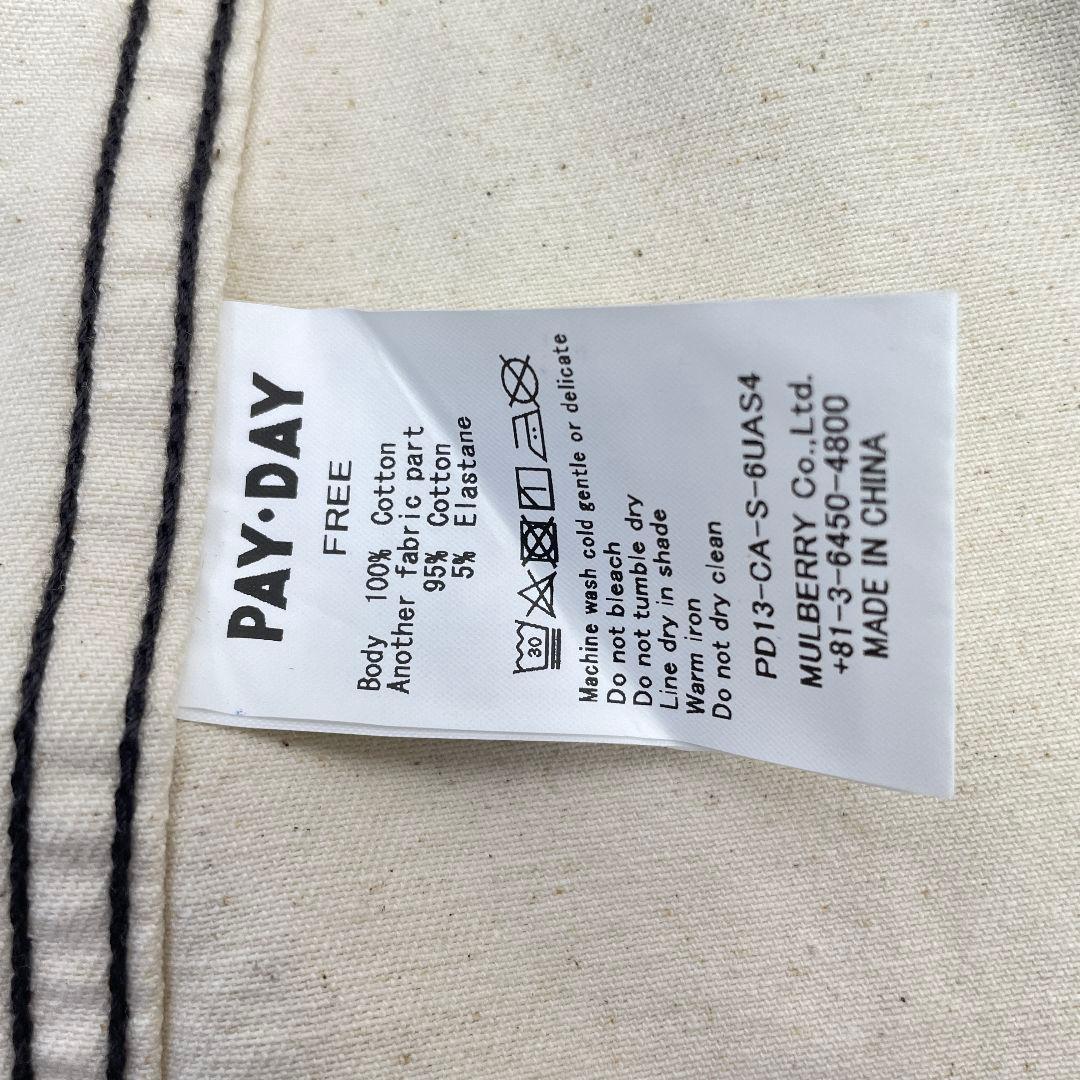 PAY·DAY
FREE
Body 100% Cotton
Another fabric part
95% Cotton
5% Elastane
30
Machine wash cold gentle or delicate
Do not bleach
Do not tumble dry
Line dry in shade
Warm iron
Do not dry clean
PD13-CA-S-6UAS4
MULBERRY Co.,Ltd.
+81-3-6450-4800
MADE IN CHINA